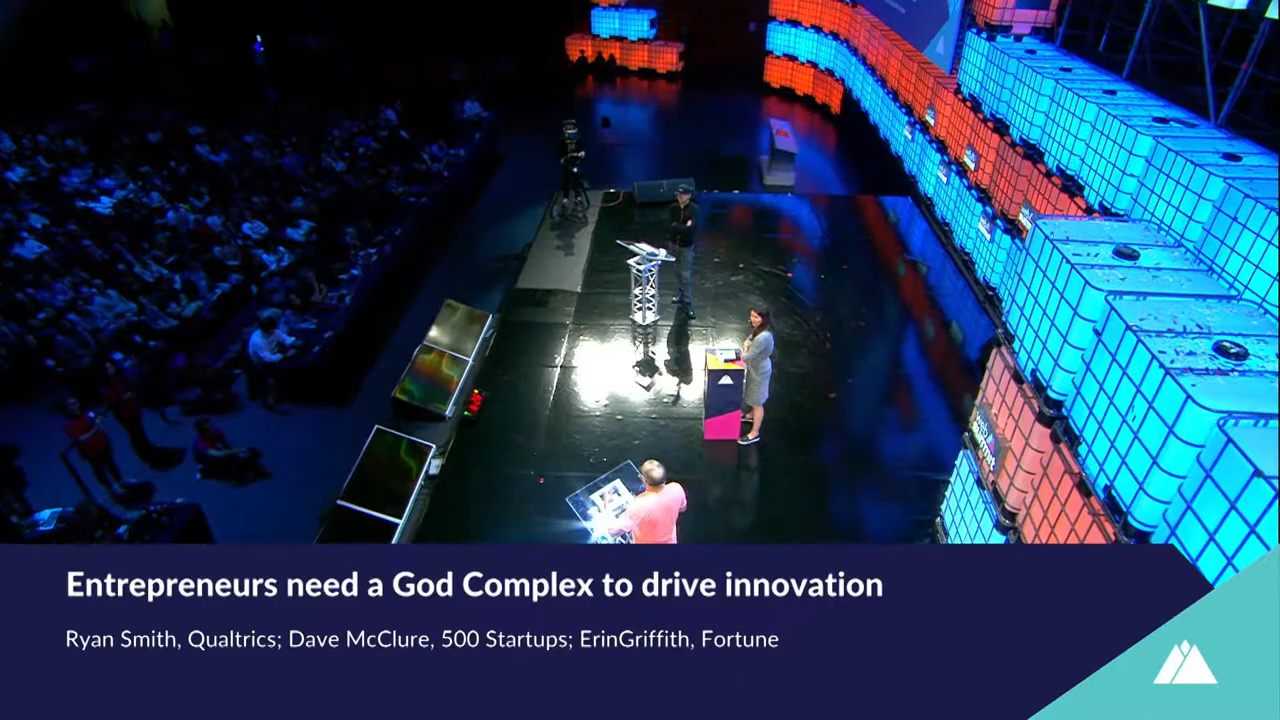 Entrepreneurs need a God Complex to drive innovation
Ryan Smith, Qualtrics; Dave McClure, 500 Startups; ErinGriffith, Fortune